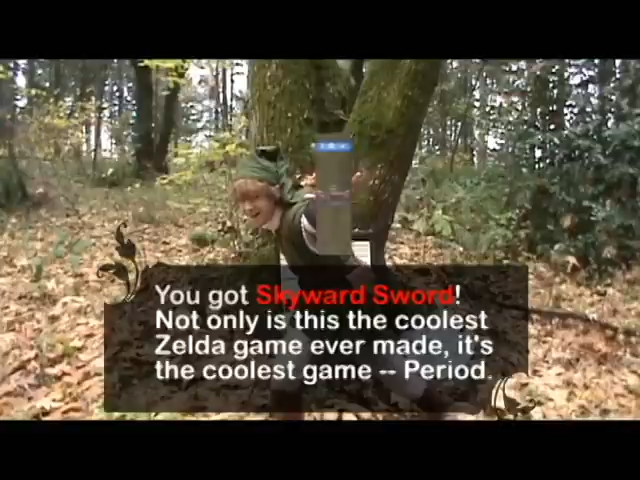 You got Skyward Sword!
Not only is this the coolest
Zelda game ever made, it's
the coolest game -- Period.